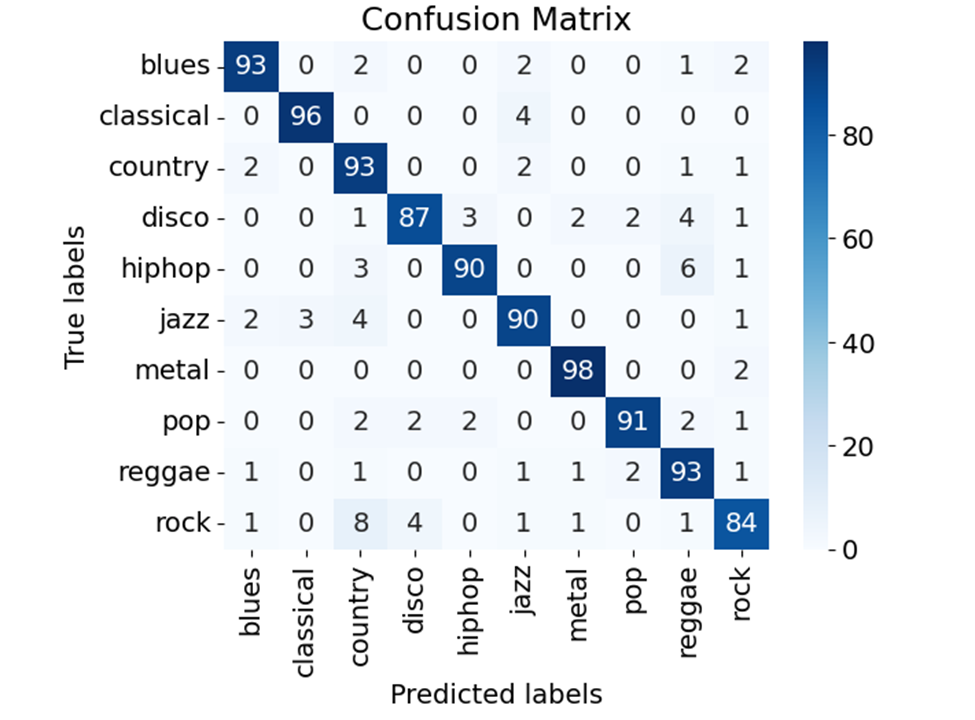 Confusion Matrix
blues 93 0 2 0 0 2 0 0 1 2
classical 0 96 0 0 0 4 0 0 0 0
country 2 0 93 0 0 2 0 0 1 1
disco 0 0 1 87 3 0 2 2 4 1
hiphop 0 0 3 0 90 0 0 0 6 1
jazz 2 3 4 0 0 90 0 0 0 1
metal 0 0 0 0 0 0 98 0 0 2
pop 0 0 2 2 2 0 0 91 2 1
reggae 1 0 1 0 0 1 1 2 93 1
rock 1 0 8 4 0 1 1 0 1 84
True labels
blues classical country disco hiphop jazz metal pop reggae rock
Predicted labels
80
60
40
20
0